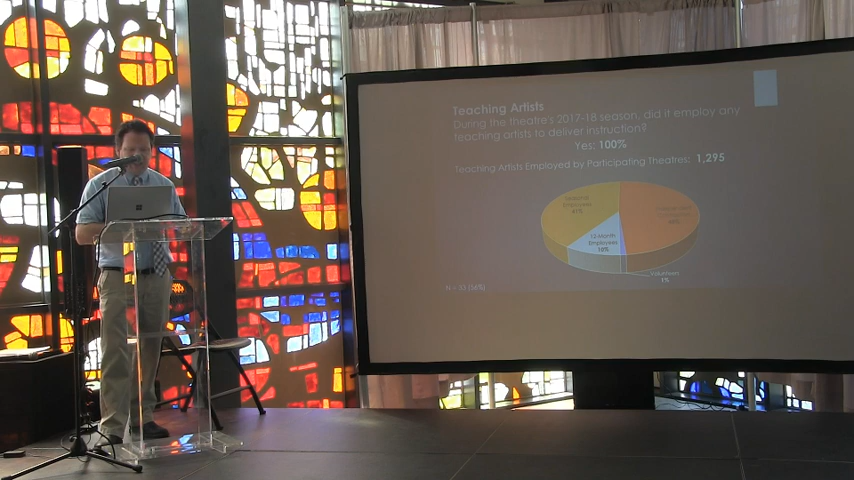 Teaching Artists
During the theatre's 2017-18 season, did it employ any
teaching artists to deliver instruction?
Yes: 100%
Teaching Artists Employed by Participating Theatres: 1,295
Employees
12-Month
Employees
10%
Volunteers
1%